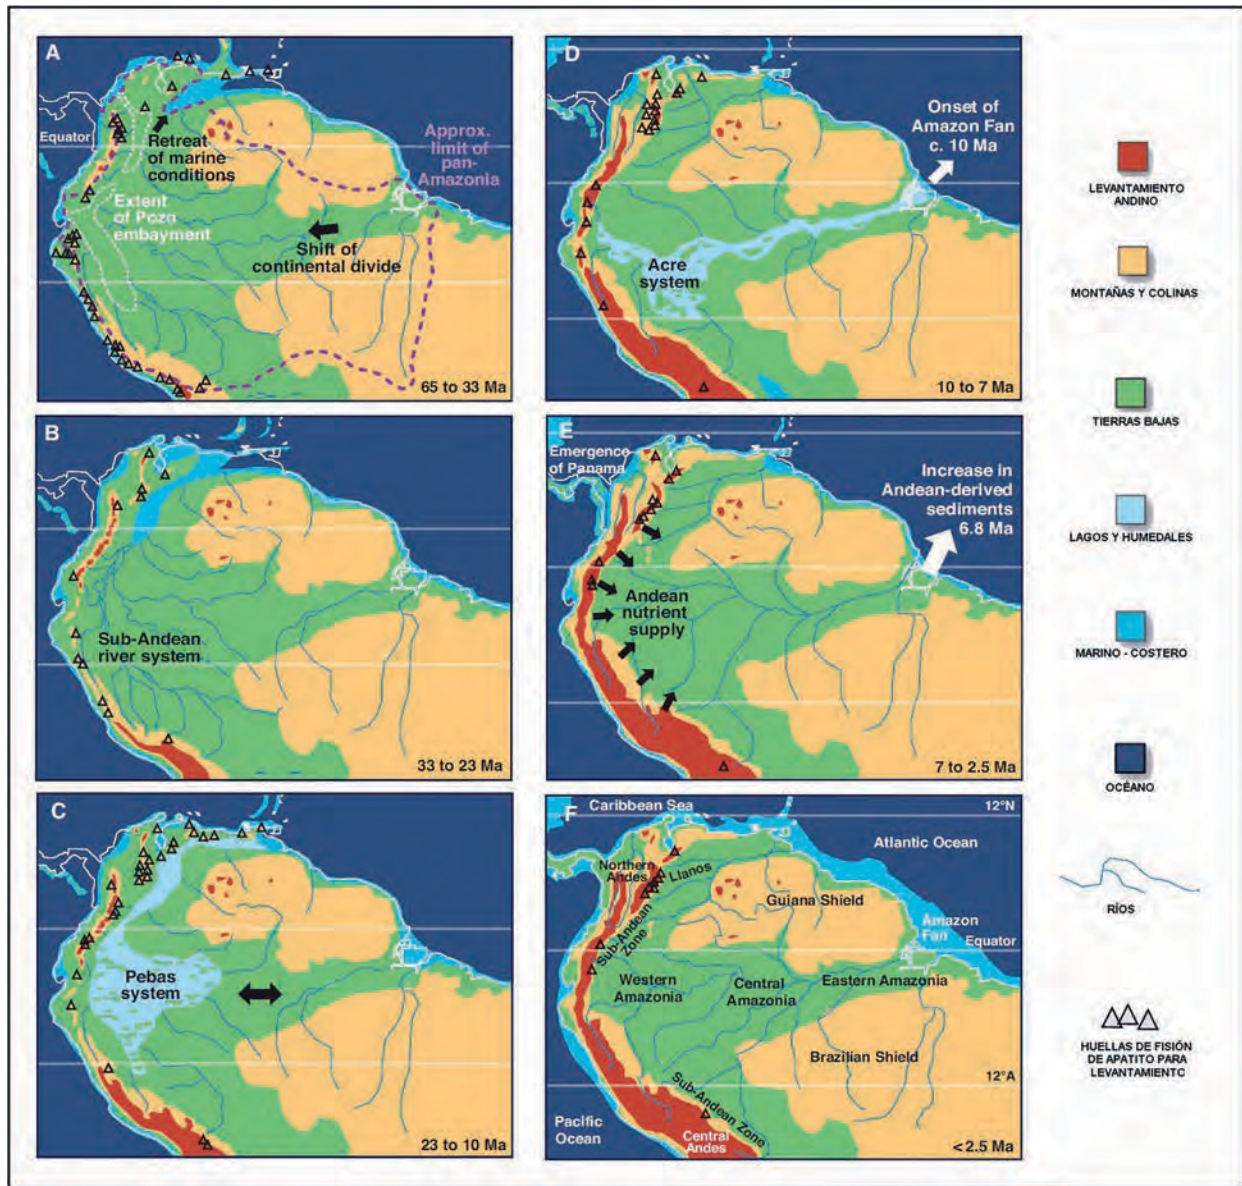 A
Equator
Retreat
of marine
conditions
Approx.
limit of
pan-
Amazonia
Extent
of Pozo
embayment
Shift of
continental divide
65 to 33 Ma
B
Sub-Andean
river system
33 to 23 Ma
C
Pebas
system
23 to 10 Ma
D
Onset of
Amazon Fan
c. 10 Ma
Acre
system
10 to 7 Ma
E
Emergence
of Panama
Increase in
Andean-derived
sediments
6.8 Ma
Andean
nutrient
supply
7 to 2.5 Ma
F
Caribbean Sea
12°N
Atlantic Ocean
Northern
Andes
Llanos
Guiana Shield
Sub-Andean
Zone
Amazon
Fan
Equator
Western
Amazonia
Central
Amazonia
Eastern Amazonia
Brazilian Shield
12°A
Sub-Andean Zone
Pacific
Ocean
Central
Andes
<2.5 Ma
LEVANTAMIENTO
ANDINO
MONTAÑAS Y COLINAS
TIERRAS BAJAS
LAGOS Y HUMEDALES
MARINO - COSTERO
OCÉANO
RÍOS
HUELLAS DE FISIÓN
DE APATITO PARA
LEVANTAMIENTO